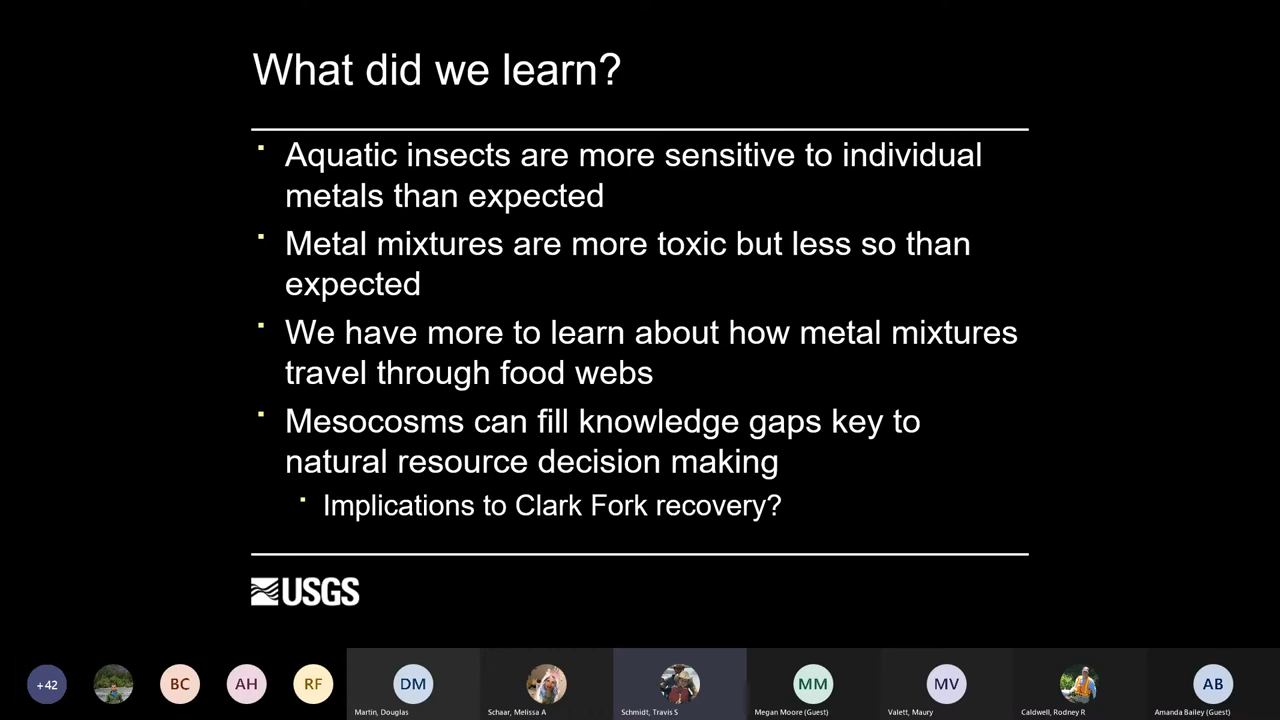 What did we learn?
Aquatic insects are more sensitive to individual
metals than expected
Metal mixtures are more toxic but less so than
expected
We have more to learn about how metal mixtures
travel through food webs
Mesocosms can fill knowledge gaps key to
natural resource decision making
Implications to Clark Fork recovery?
USGS
+42
BC
AH
RF
DM
MM
MV
AB
Martin, Douglas
Schaar, Melissa A
Schmidt, Travis S
Megan Moore (Guest)
Valett, Maury
Caldwell, Rodney R
Amanda Bailey (Guest)